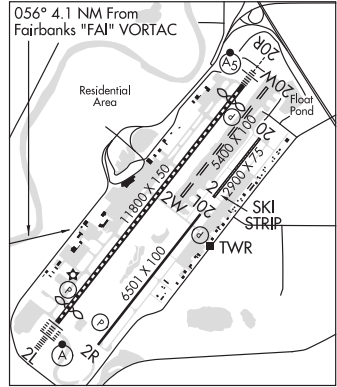 056° 4.1 NM From
Fairbanks "FAI" VORTAC
A5
20R
20W
Residential
Area
Float
Pond
P
20
5400 X 100
11800 X 150
2900 X 75
2
2W
20L
SKI
STRIP
P
TWR
6501 X 100
P
P
2L
A
2R